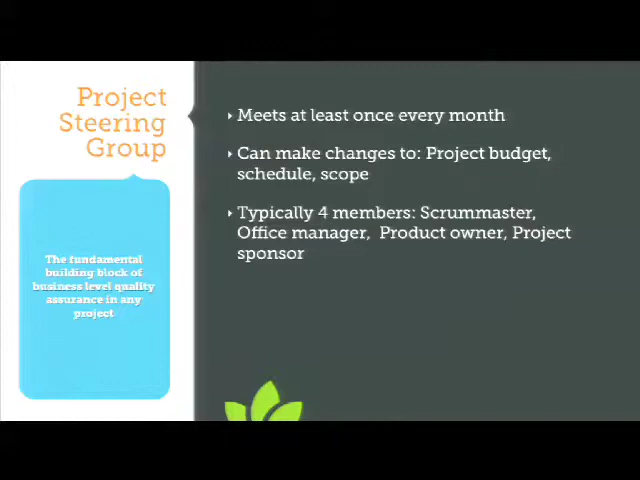 Project
Steering
Group
The fundamental
building block of
business level quality
assurance in any
project
Meets at least once every month
Can make changes to: Project budget,
schedule, scope
Typically 4 members: Scrummaster,
Office manager, Product owner, Project
sponsor